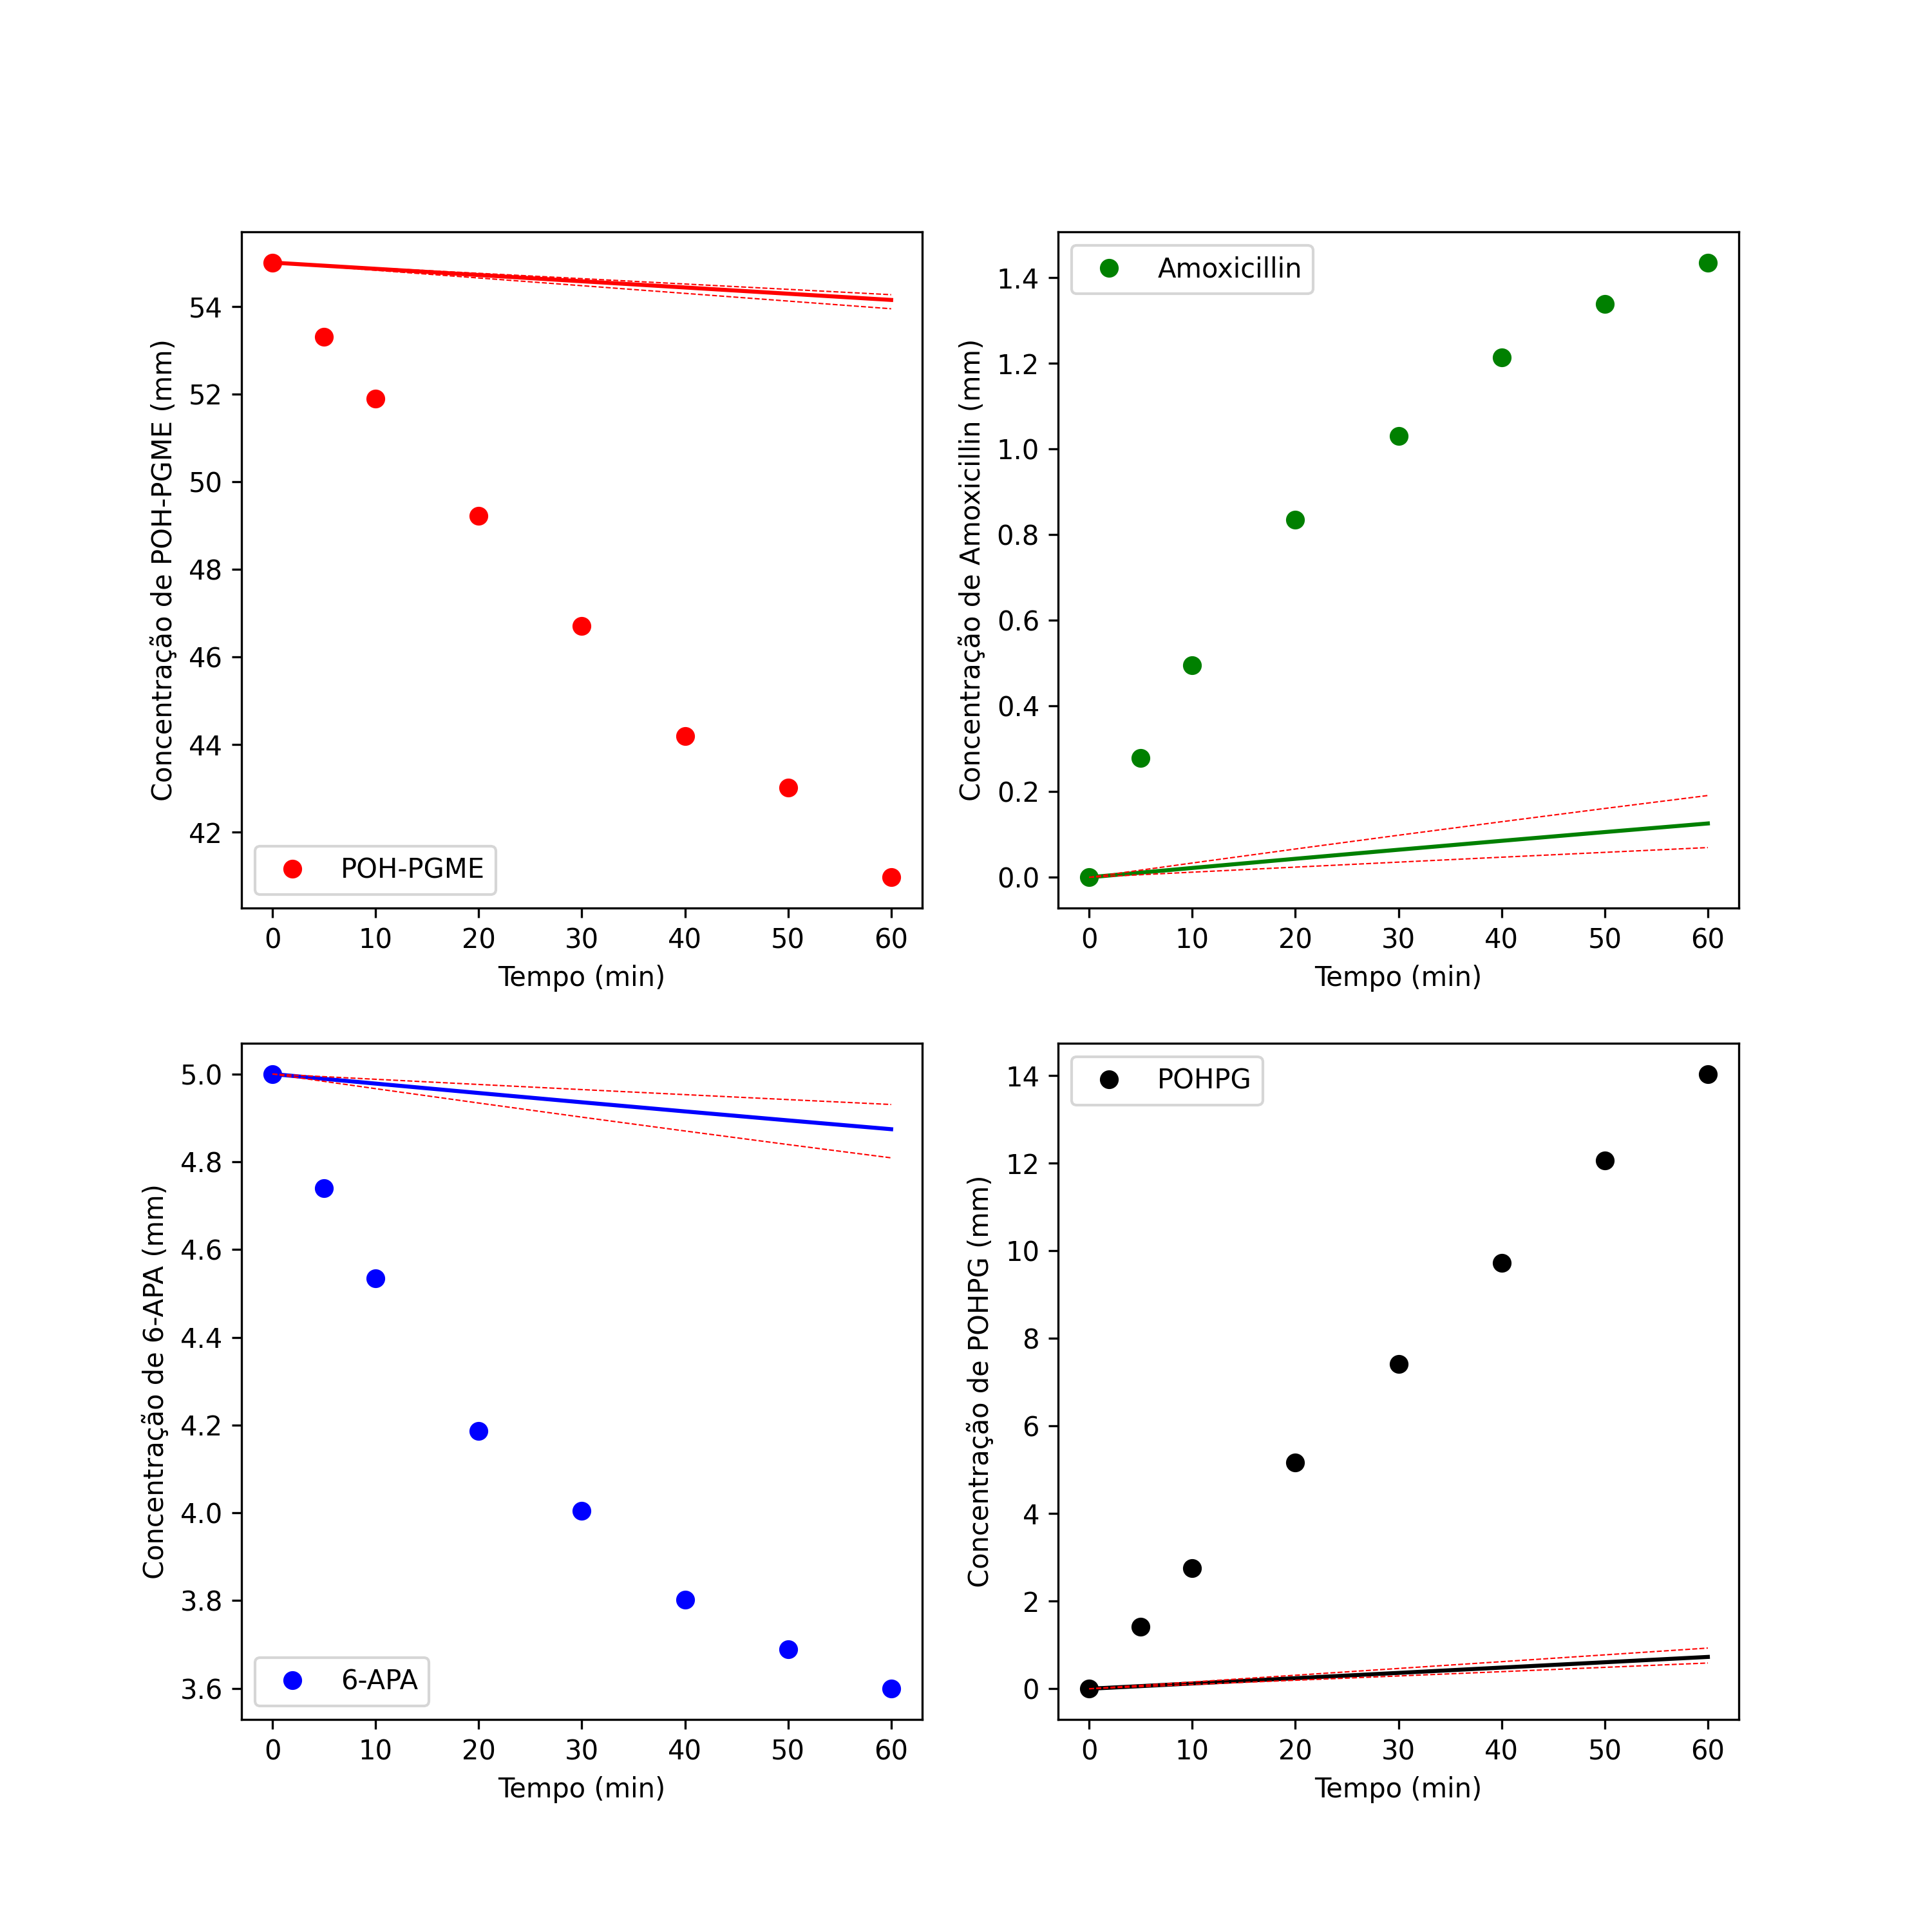 Concentração de POH-PGME (mm)
54
52
50
48
46
44
42
POH-PGME
0 10 20 30 40 50 60
Tempo (min)
Concentração de Amoxicillin (mm)
1.4
1.2
1.0
0.8
0.6
0.4
0.2
0.0
Amoxicillin
0 10 20 30 40 50 60
Tempo (min)
Concentração de 6-APA (mm)
5.0
4.8
4.6
4.4
4.2
4.0
3.8
3.6
6-APA
0 10 20 30 40 50 60
Tempo (min)
Concentração de POHPG (mm)
14
12
10
8
6
4
2
0
POHPG
0 10 20 30 40 50 60
Tempo (min)